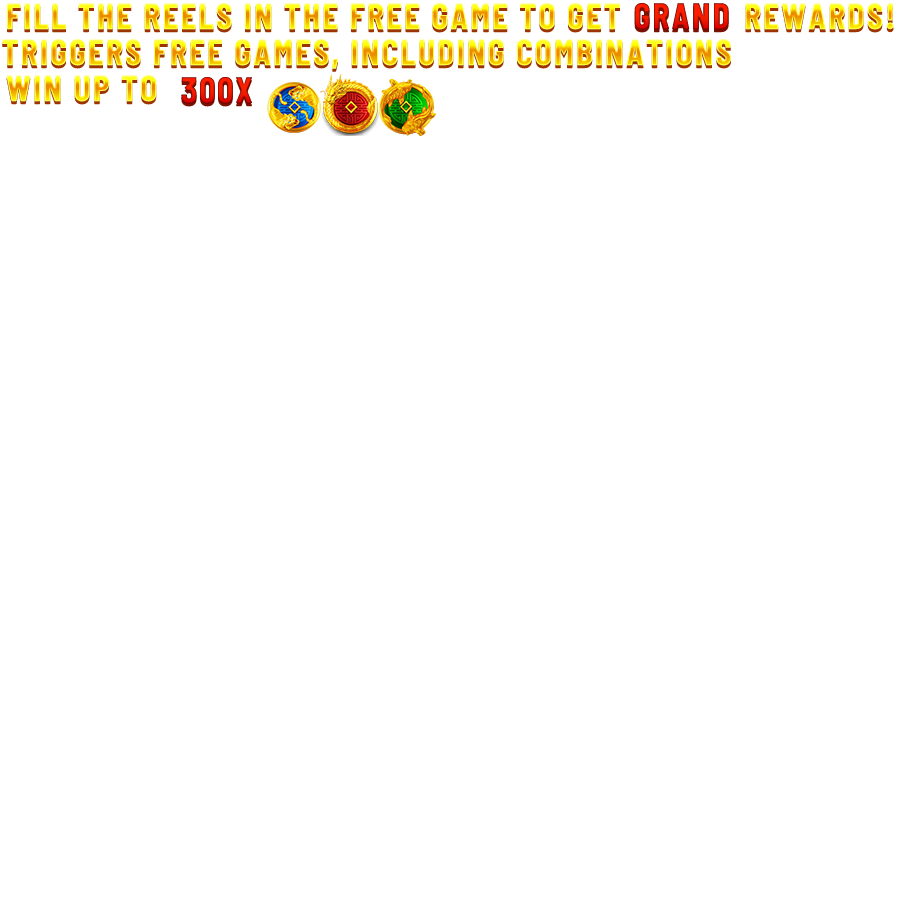 FILL THE REELS IN THE FREE GAME TO GET GRAND REWARDS!
TRIGGERS FREE GAMES, INCLUDING COMBINATIONS
WIN UP TO 300X